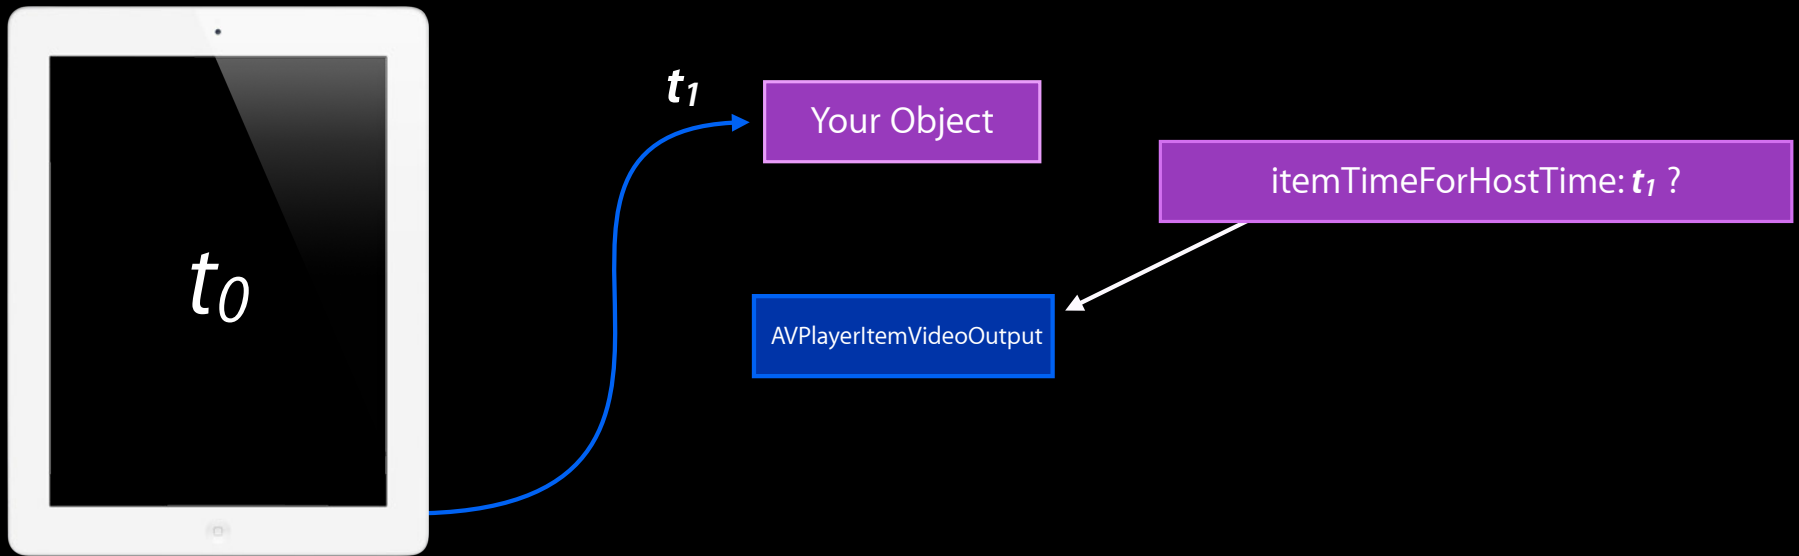 t1
Your Object
itemTimeForHostTime: t1 ?
t0
AVPlayerItemVideoOutput